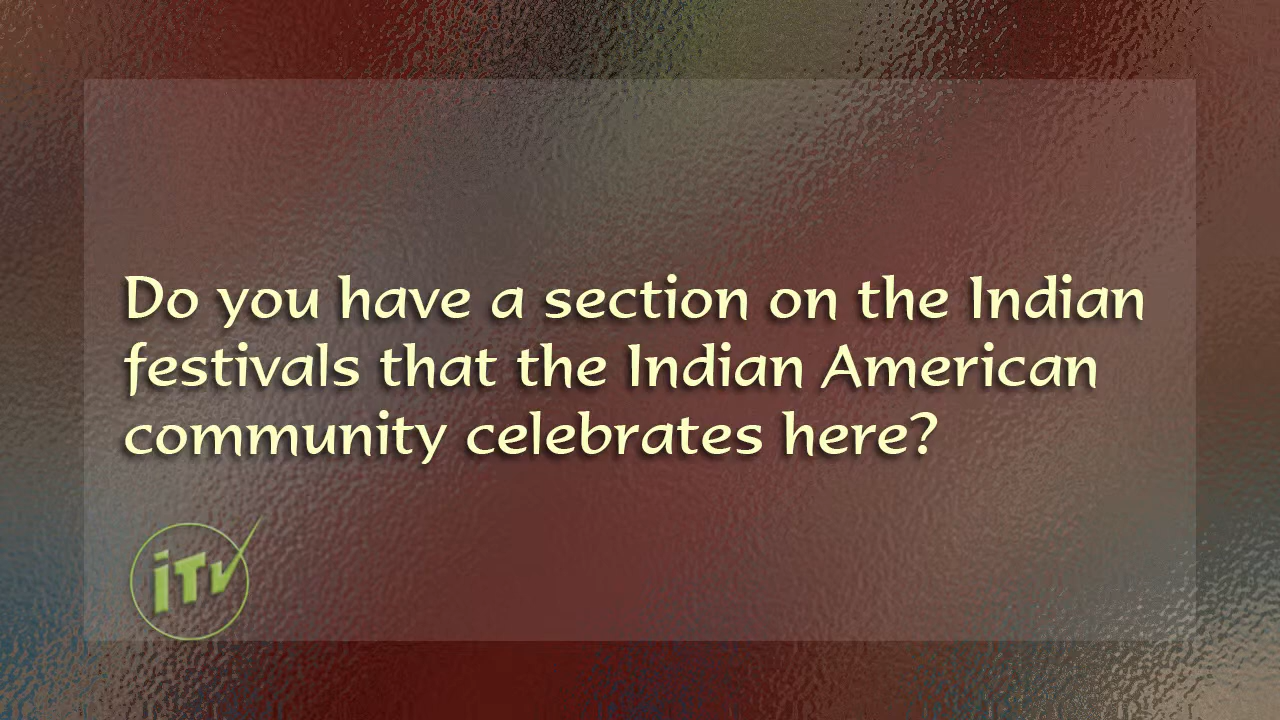 Do you have a section on the Indian
festivals that the Indian American
community celebrates here?
iTv